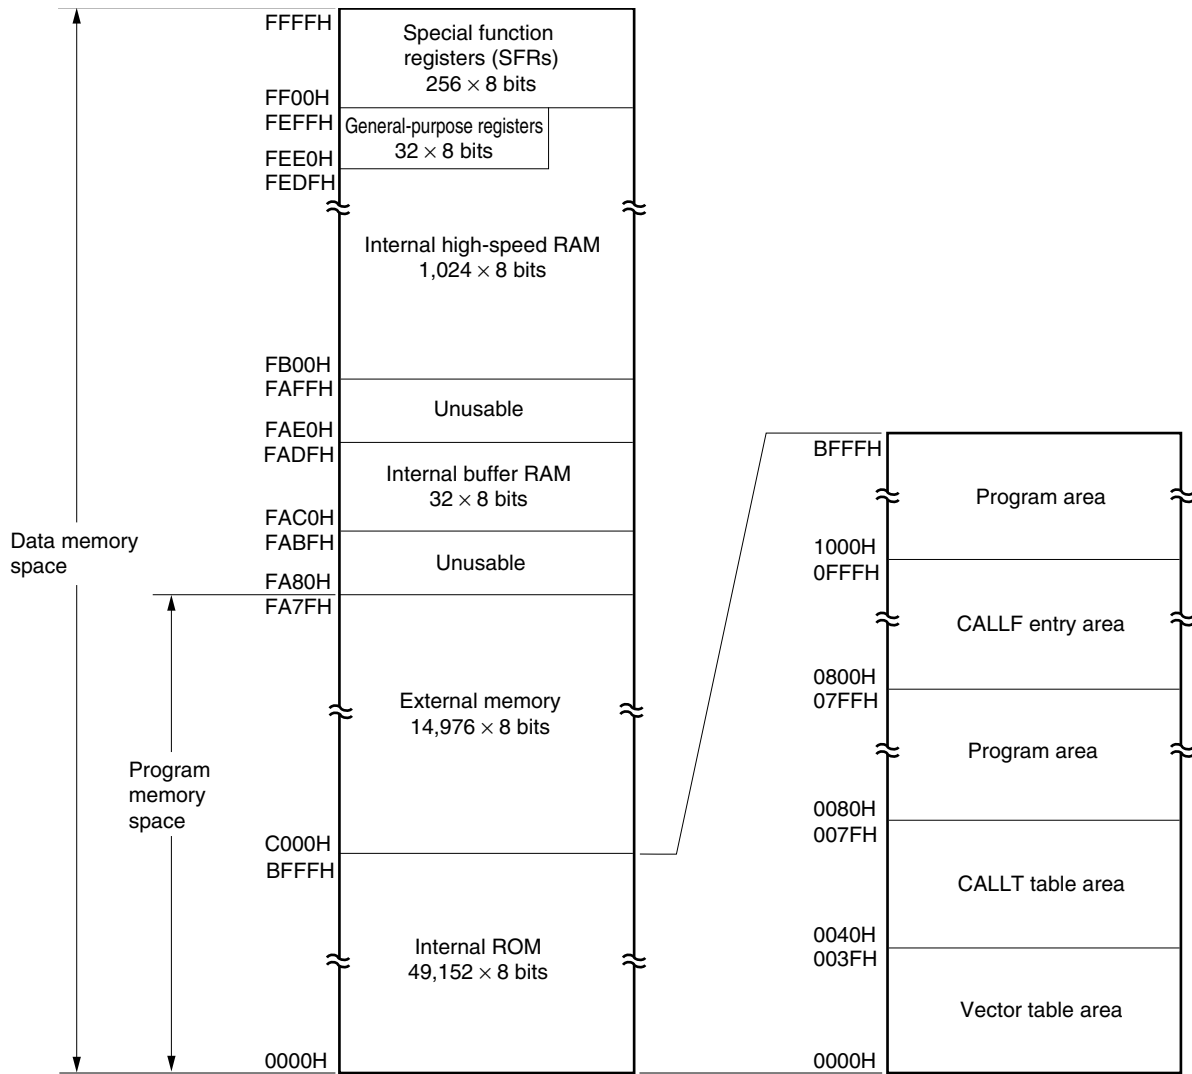 FFFFH
Special function
registers (SFRs)
256 × 8 bits
FF00H
FEFFH
General-purpose registers
32 × 8 bits
FEE0H
FEDFH
Internal high-speed RAM
1,024 × 8 bits
FB00H
FAFFH
Unusable
FAE0H
FADFH
Internal buffer RAM
32 × 8 bits
FAC0H
FABFH
Unusable
FA80H
FA7FH
Data memory
space
External memory
14,976 × 8 bits
Program
memory
space
C000H
BFFFH
Internal ROM
49,152 × 8 bits
0000H
BFFFH
Program area
1000H
0FFFH
CALLF entry area
0800H
07FFH
Program area
0080H
007FH
CALLT table area
0040H
003FH
Vector table area
0000H